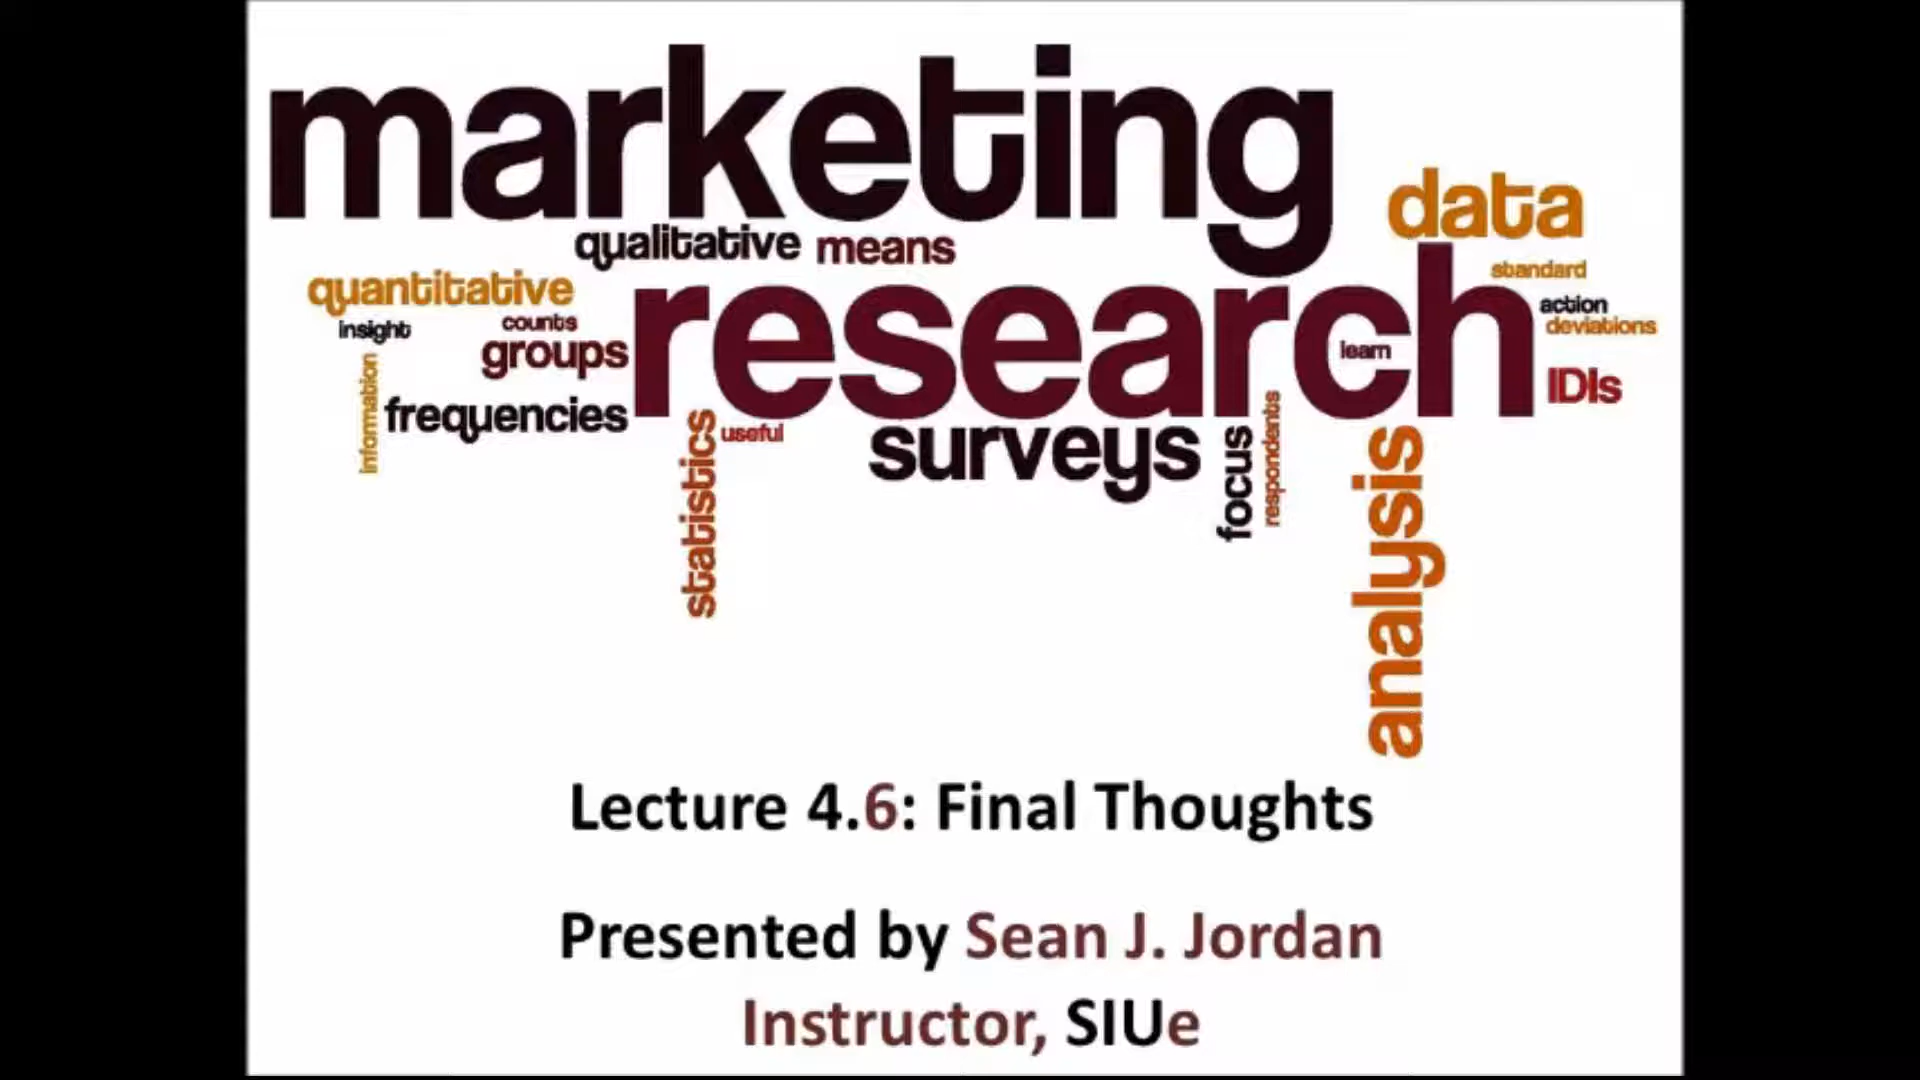 marketing
data
qualitative means
standard
quantitative
research
action
insight
counts
deviations
groups
learn
information
IDIs
frequencies
statistics
useful
surveys
focus
respondents
analysis
Lecture 4.6: Final Thoughts
Presented by Sean J. Jordan
Instructor, SIUe